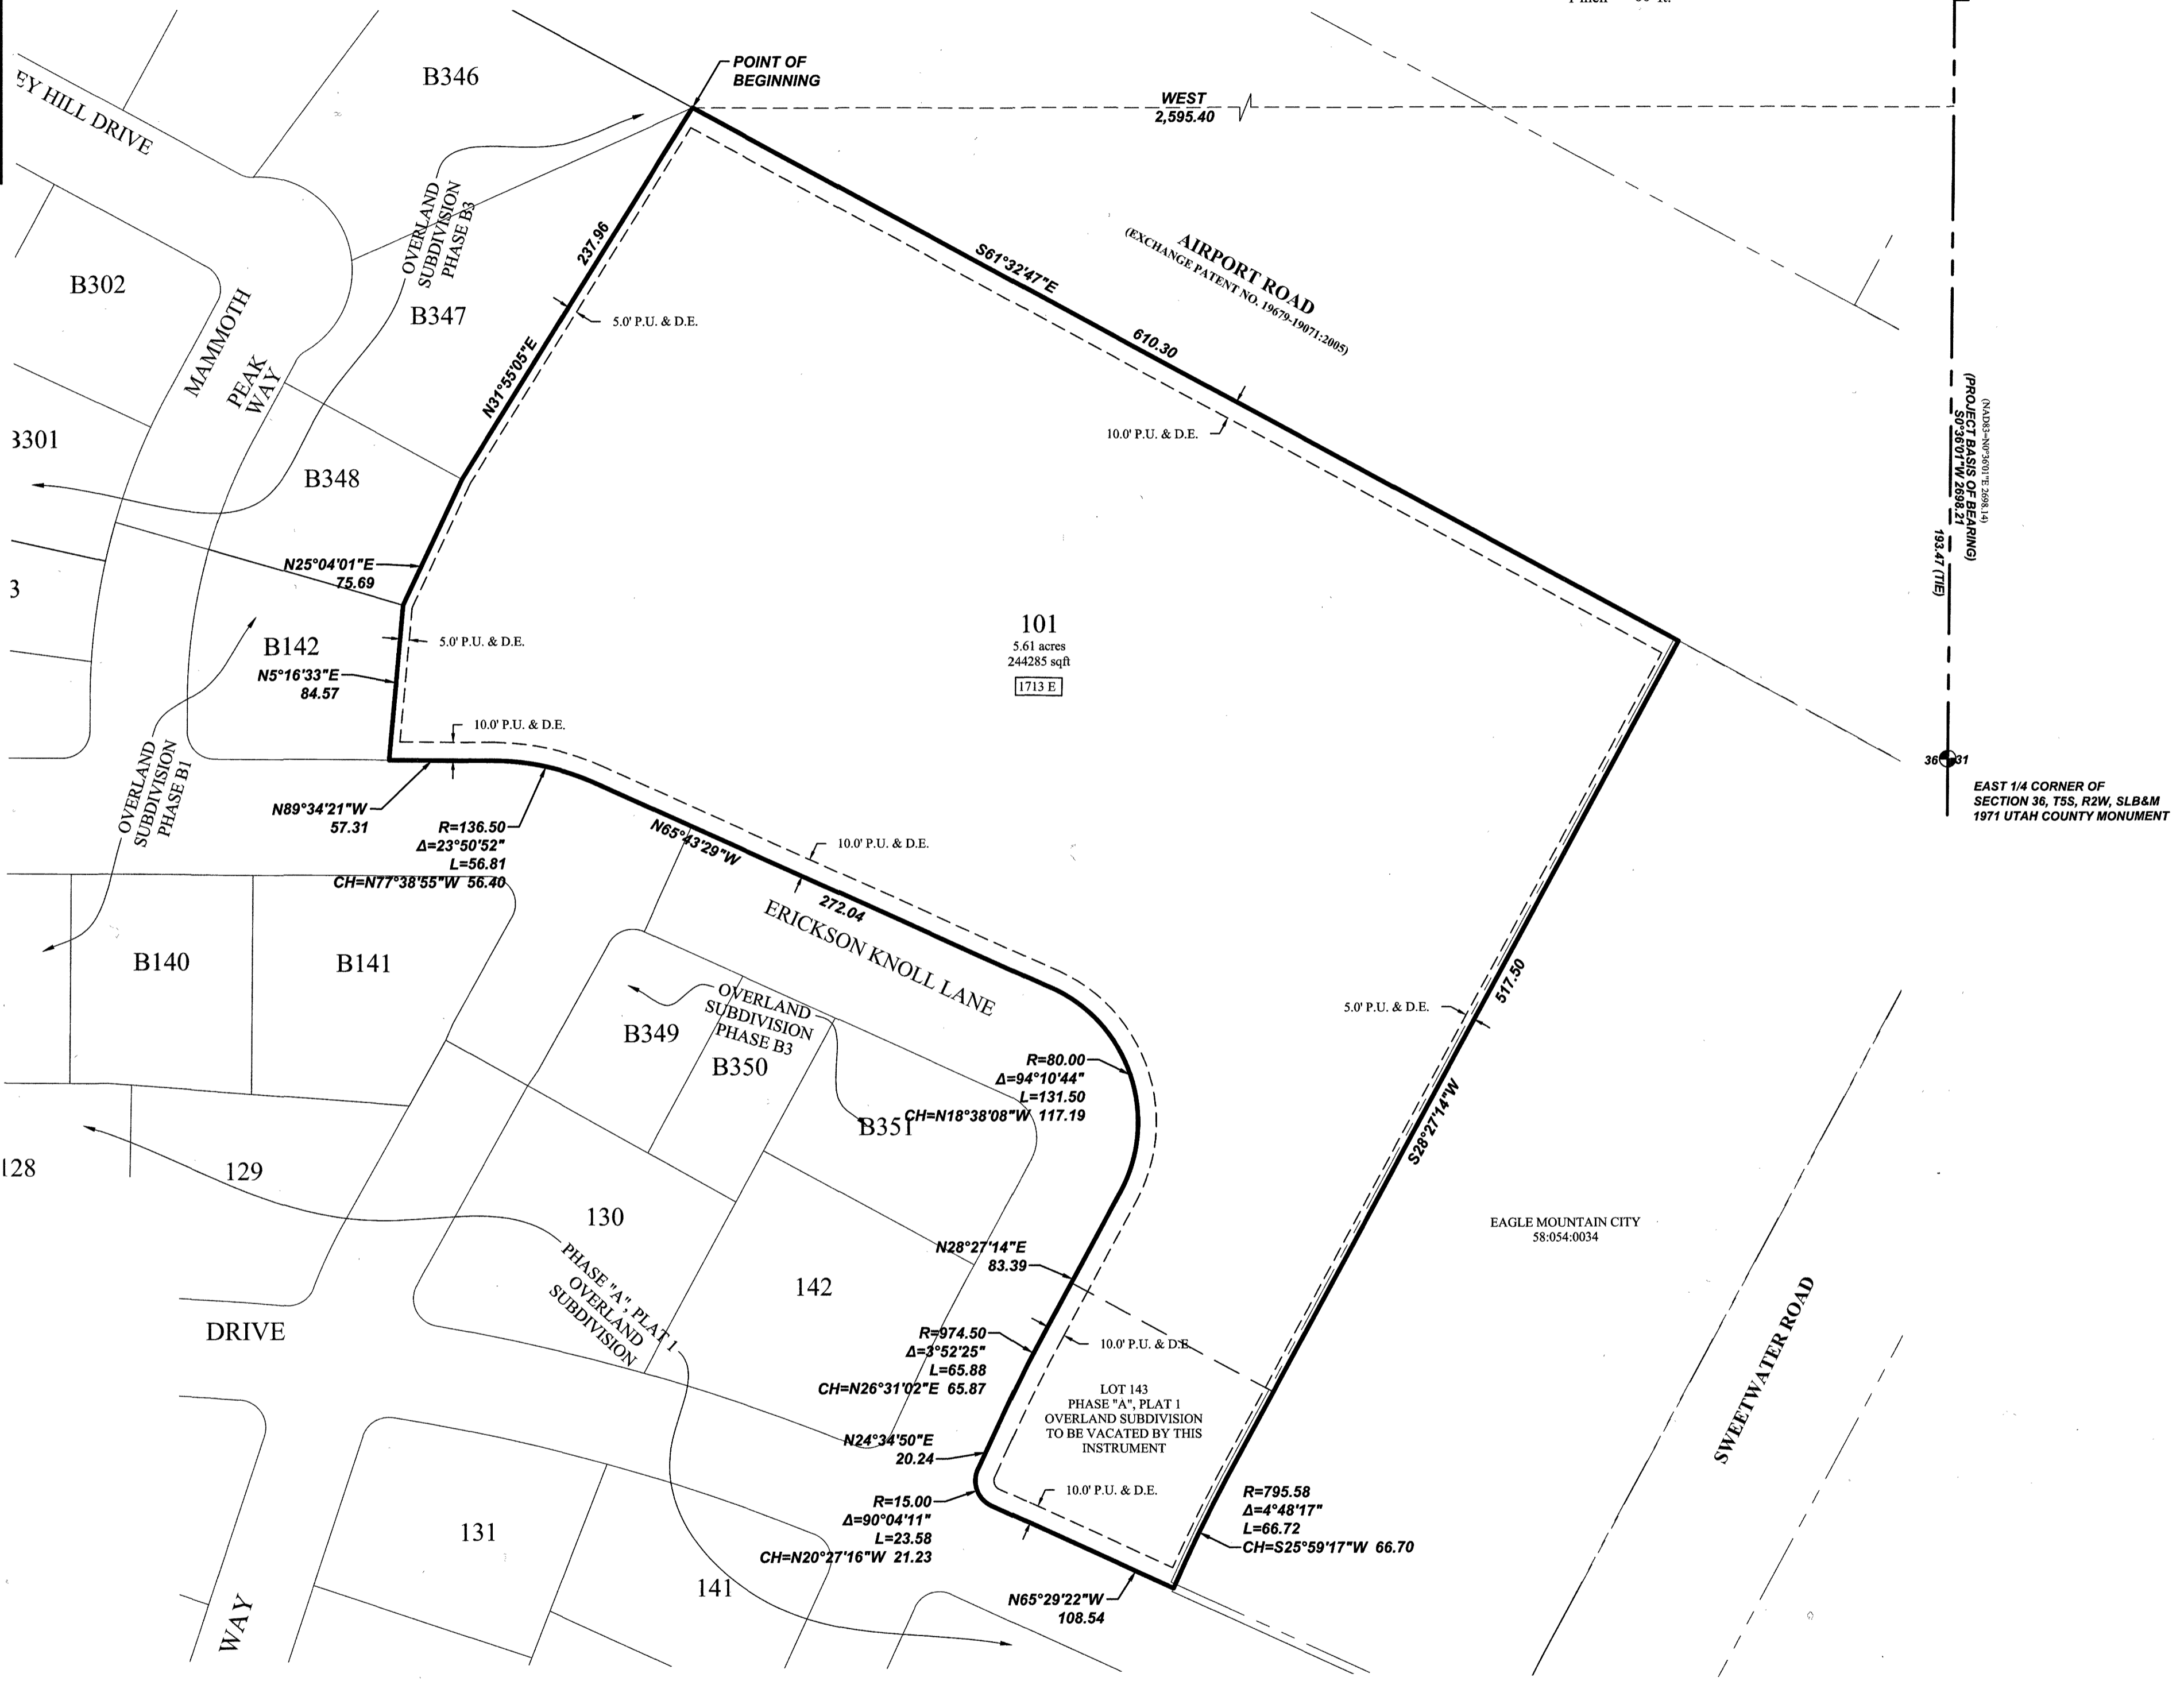 POINT OF
BEGINNING
WEST
2,595.40
B346
EY HILL DRIVE
OVERLAND
SUBDIVISION
PHASE B3
237.96
S61°32'47"E
AIRPORT ROAD
(EXCHANGE PATENT NO. 19679-19071:2005)
610.30
B302
B347
5.0' P.U. & D.E.
MAMMOTH
PEAK
WAY
N31°55'05"E
10.0' P.U. & D.E.
(NAD83=N0°36'01"E 2698.14)
(PROJECT BASIS OF BEARING)
S0°36'01"W 2698.21
193.47 (TIE)
B301
B348
N25°04'01"E
75.69
3
B142
5.0' P.U. & D.E.
N5°16'33"E
84.57
101
5.61 acres
244285 sqft
1713 E
10.0' P.U. & D.E.
OVERLAND
SUBDIVISION
PHASE B1
36
31
EAST 1/4 CORNER OF
SECTION 36, T5S, R2W, SLB&M
1971 UTAH COUNTY MONUMENT
N89°34'21"W
57.31
R=136.50
Δ=23°50'52"
L=56.81
CH=N77°38'55"W 56.40
N65°43'29"W
10.0' P.U. & D.E.
272.04
ERICKSON KNOLL LANE
B140
B141
OVERLAND
SUBDIVISION
PHASE B3
B349
B350
B351
R=80.00
Δ=94°10'44"
L=131.50
CH=N18°38'08"W 117.19
517.50
5.0' P.U. & D.E.
S28°27'14"W
128
129
130
PHASE "A", PLAT 1
OVERLAND
SUBDIVISION
142
N28°27'14"E
83.39
EAGLE MOUNTAIN CITY
58:054:0034
DRIVE
R=974.50
Δ=3°52'25"
L=65.88
CH=N26°31'02"E 65.87
10.0' P.U. & D.E.
LOT 143
PHASE "A", PLAT 1
OVERLAND SUBDIVISION
TO BE VACATED BY THIS
INSTRUMENT
SWEETWATER ROAD
N24°34'50"E
20.24
10.0' P.U. & D.E.
R=15.00
Δ=90°04'11"
L=23.58
CH=N20°27'16"W 21.23
R=795.58
Δ=4°48'17"
L=66.72
CH=S25°59'17"W 66.70
131
141
WAY
N65°29'22"W
108.54